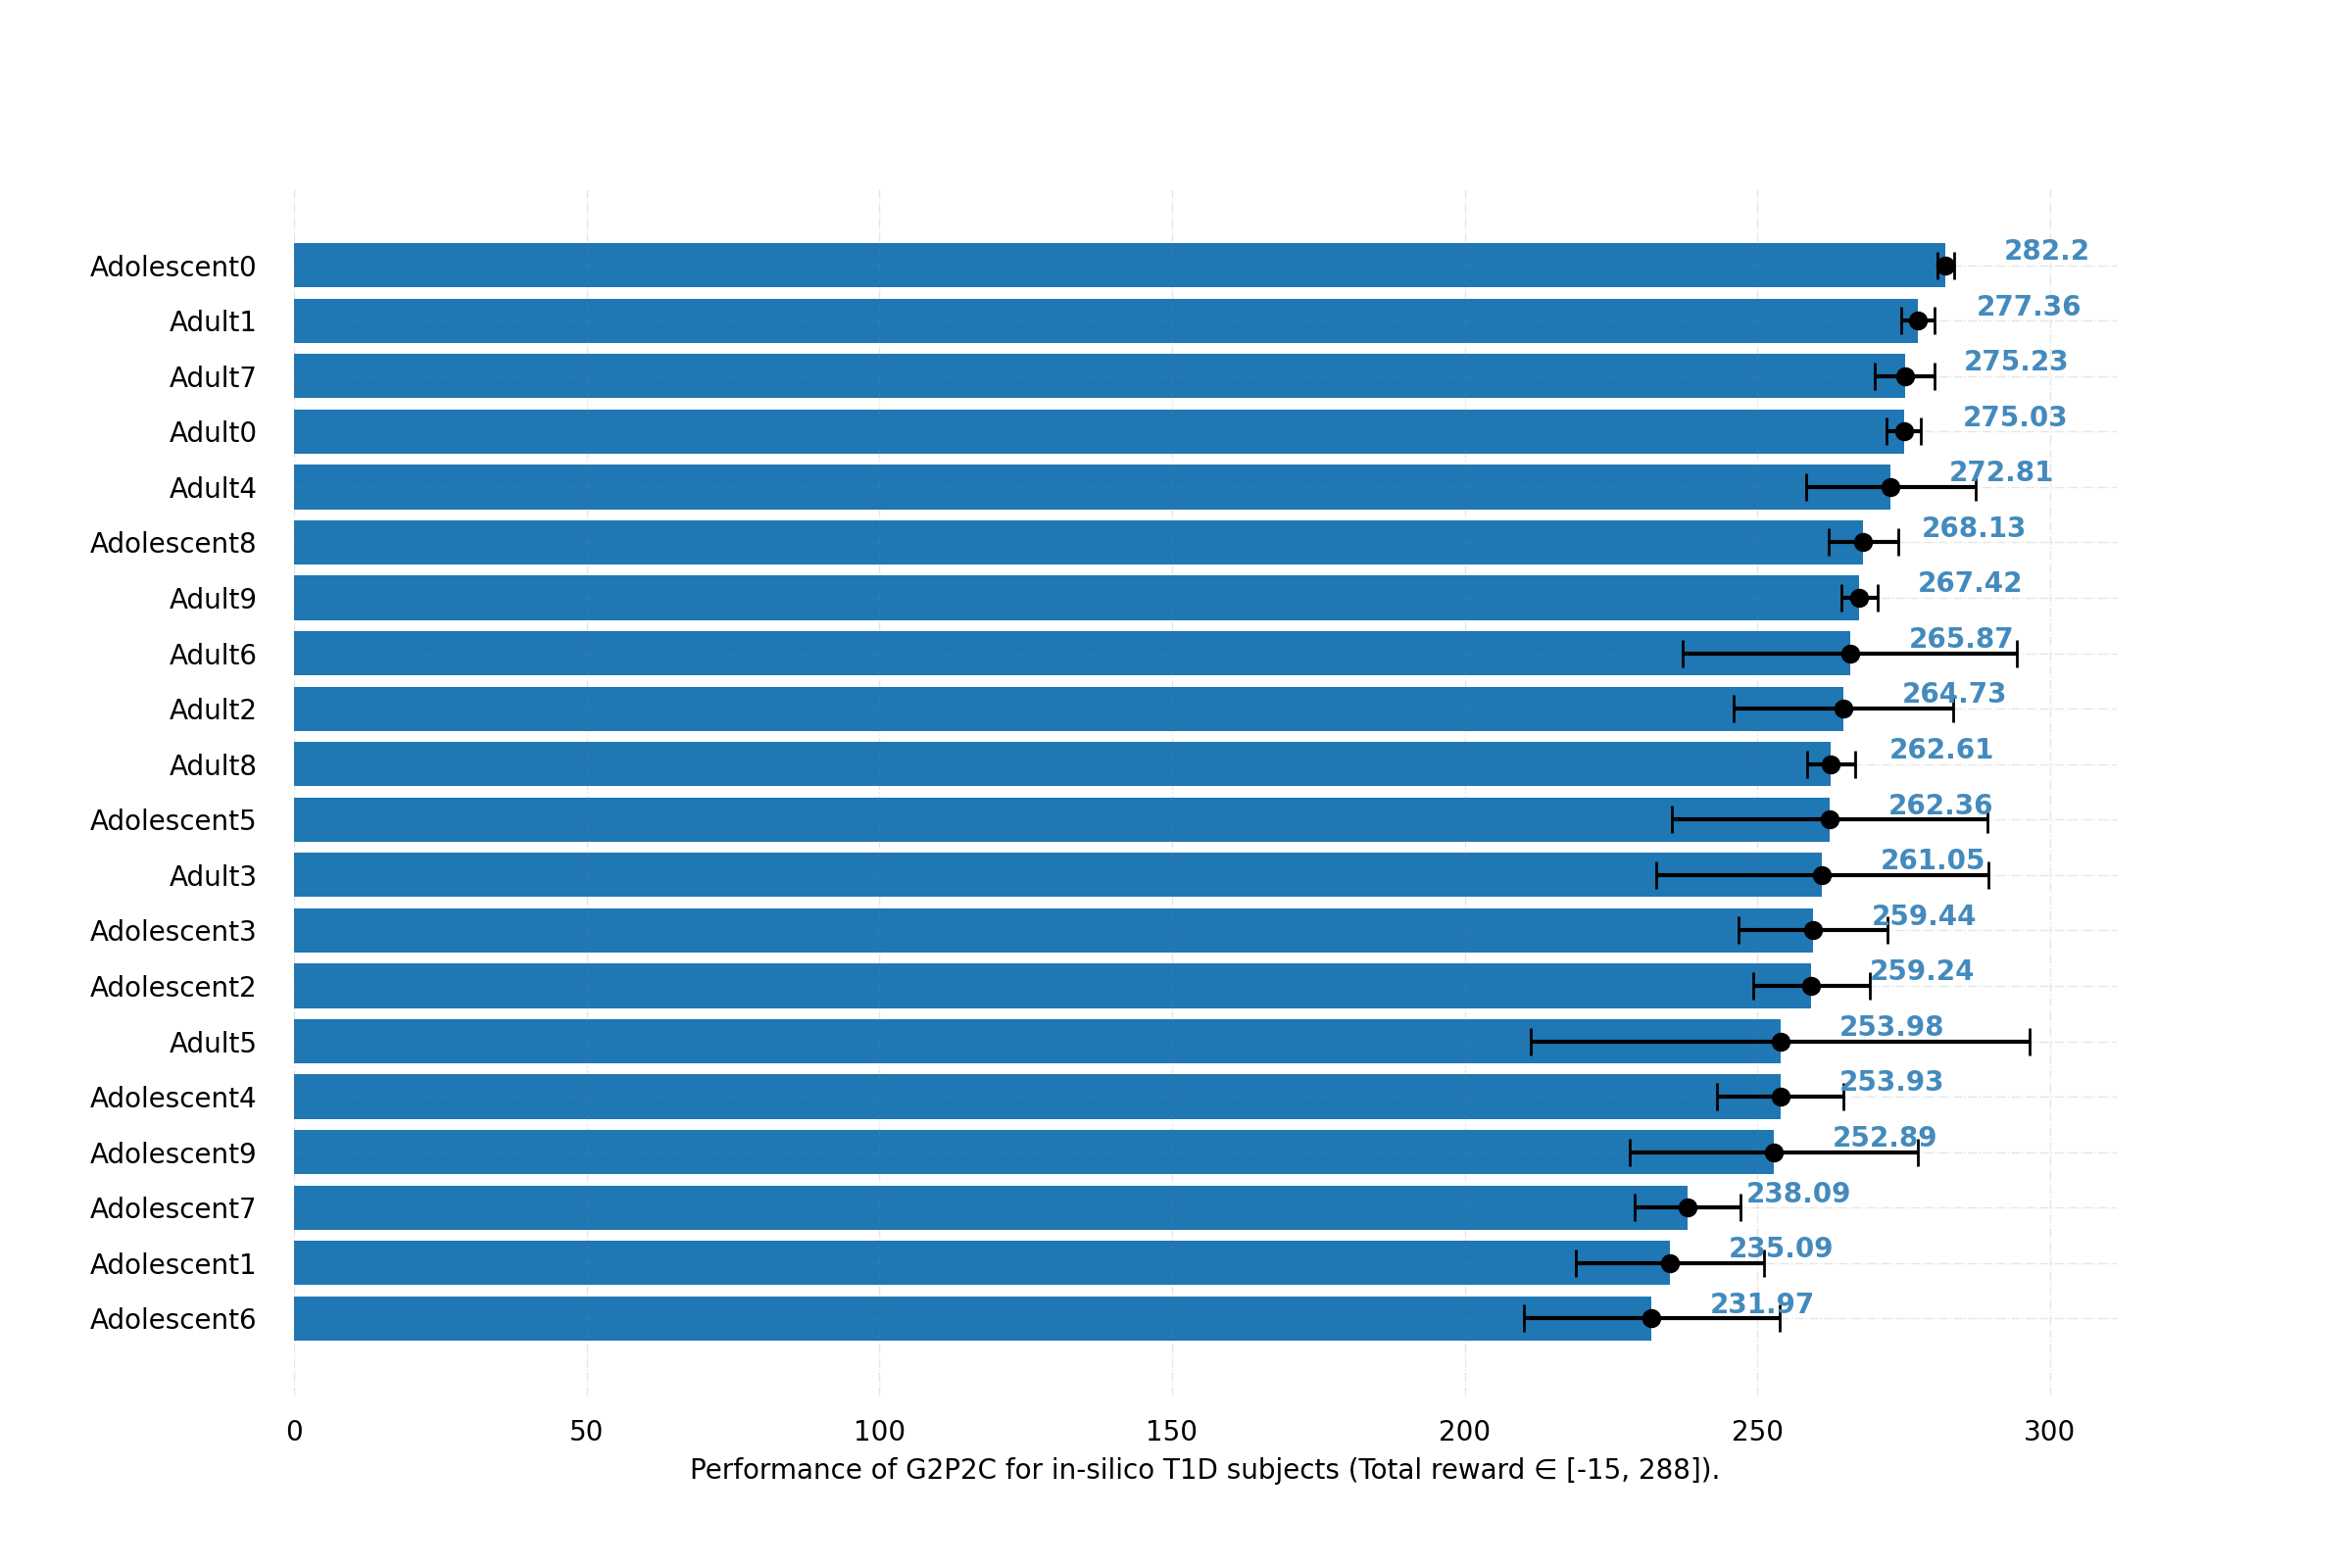 Adolescent0 282.2
Adult1 277.36
Adult7 275.23
Adult0 275.03
Adult4 272.81
Adolescent8 268.13
Adult9 267.42
Adult6 265.87
Adult2 264.73
Adult8 262.61
Adolescent5 262.36
Adult3 261.05
Adolescent3 259.44
Adolescent2 259.24
Adult5 253.98
Adolescent4 253.93
Adolescent9 252.89
Adolescent7 238.09
Adolescent1 235.09
Adolescent6 231.97
0 50 100 150 200 250 300
Performance of G2P2C for in-silico T1D subjects (Total reward ∈ [-15, 288]).